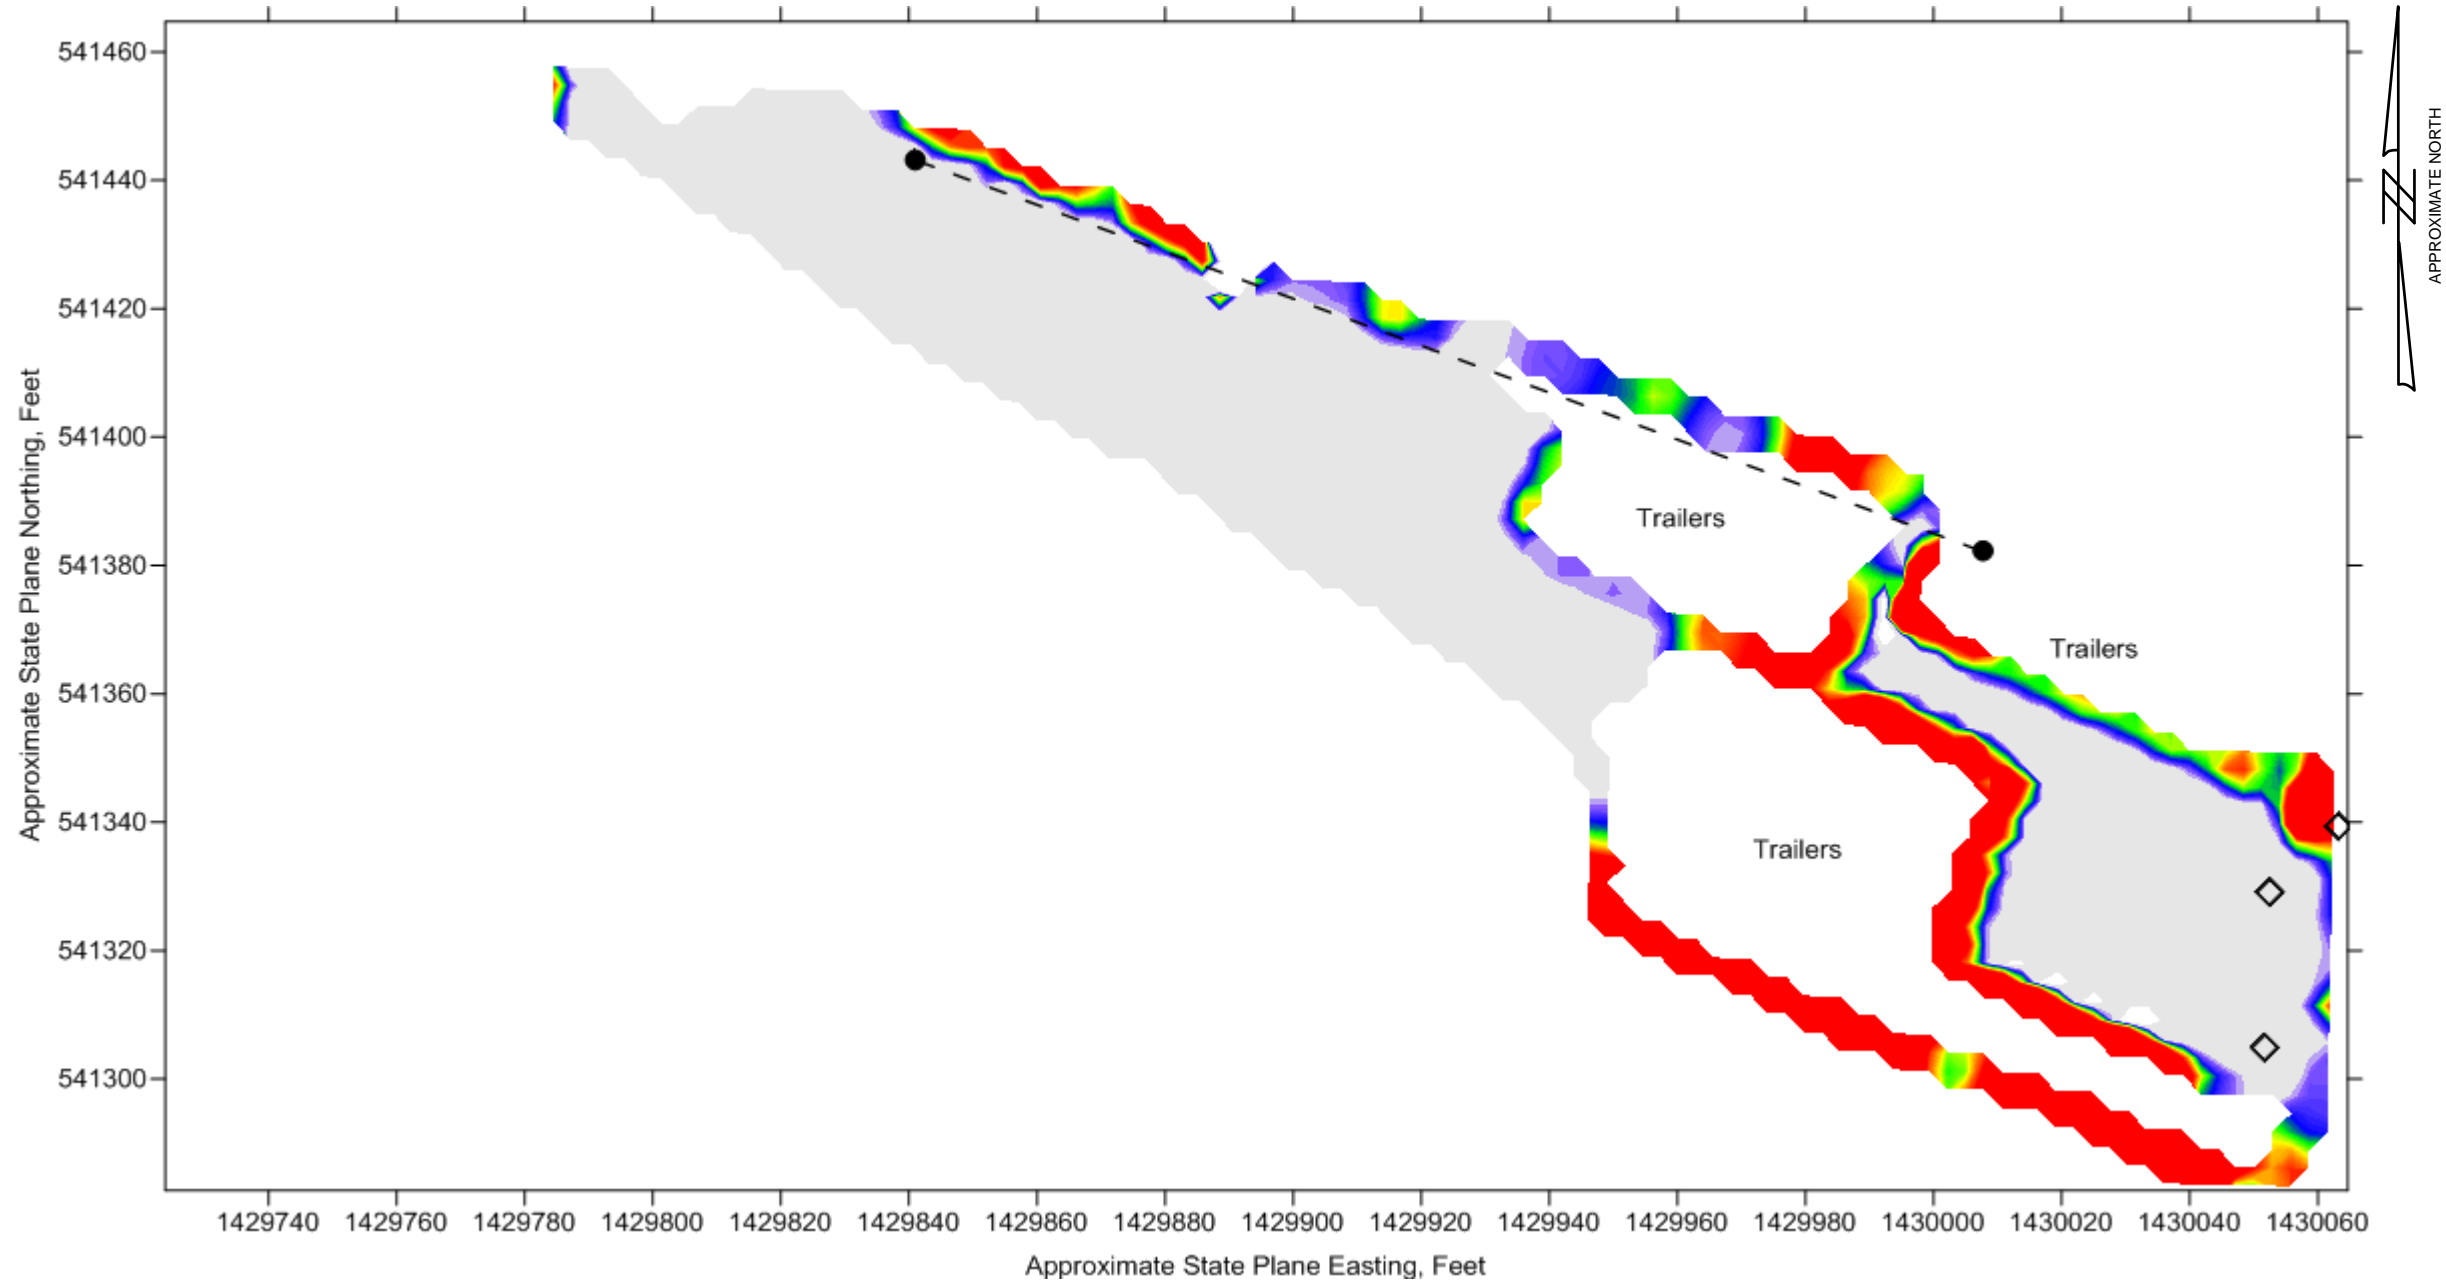 541460
541440
541420
541400
541380
541360
541340
541320
541300
Approximate State Plane Northing, Feet
Trailers
Trailers
Trailers
1429740 1429760 1429780 1429800 1429820 1429840 1429860 1429880 1429900 1429920 1429940 1429960 1429980 1430000 1430020 1430040 1430060
Approximate State Plane Easting, Feet
N
APPROXIMATE NORTH